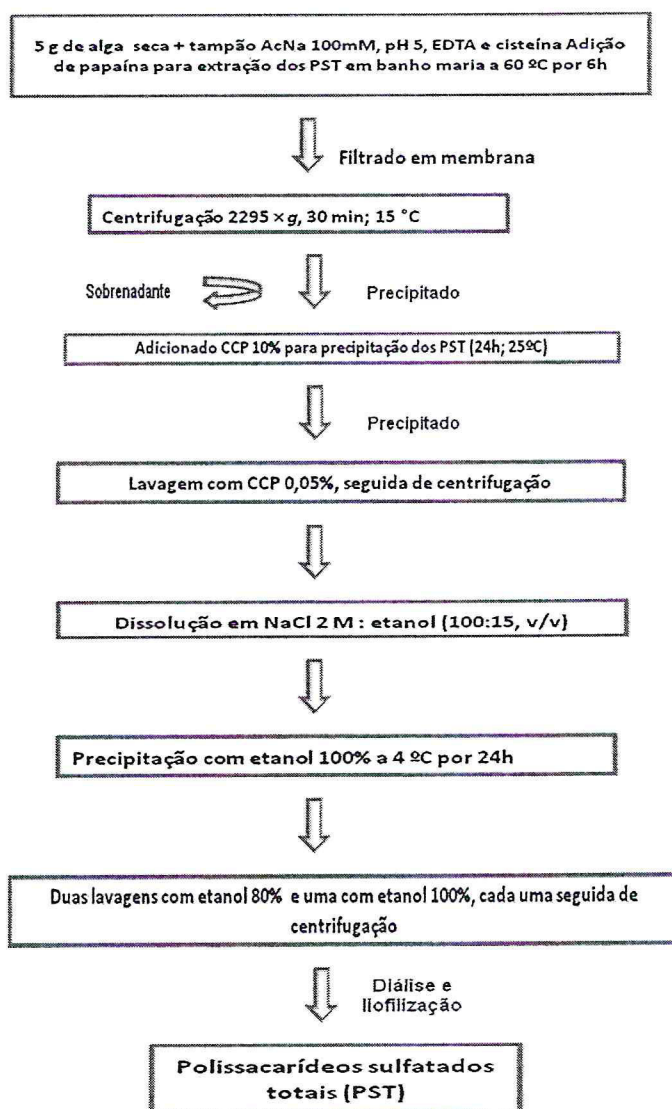 5 g de alga seca + tampão AcNa 100mM, pH 5, EDTA e cisteína Adição
de papaína para extração dos PST em banho maria a 60 ºC por 6h
Filtrado em membrana
Centrifugação 2295 × g, 30 min; 15 °C
Sobrenadante
Precipitado
Adicionado CCP 10% para precipitação dos PST (24h; 25ºC)
Precipitado
Lavagem com CCP 0,05%, seguida de centrifugação
Dissolução em NaCl 2 M : etanol (100:15, v/v)
Precipitação com etanol 100% a 4 ºC por 24h
Duas lavagens com etanol 80% e uma com etanol 100%, cada uma seguida de
centrifugação
Diálise e
liofilização
Polissacarídeos sulfatados
totais (PST)